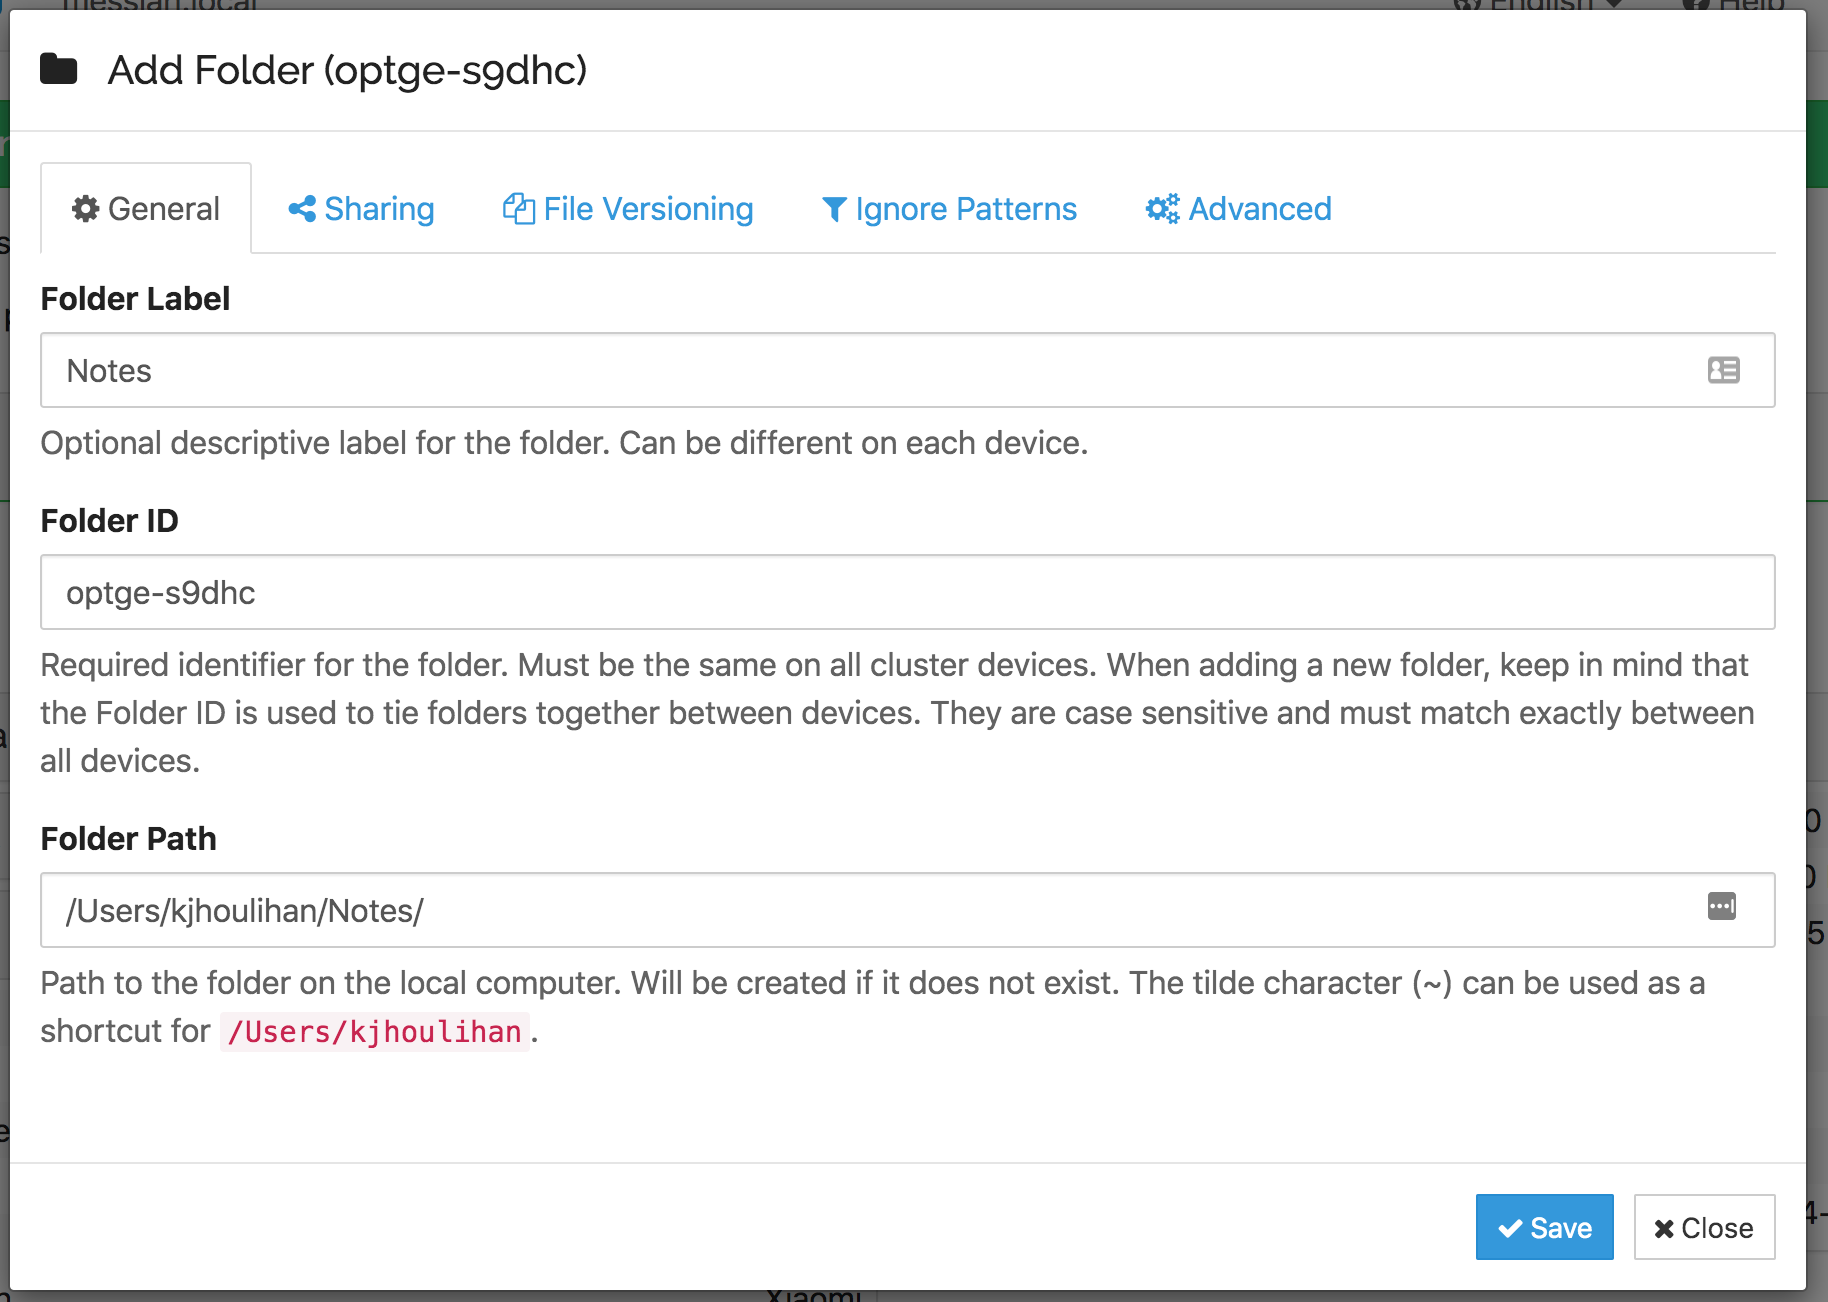 English Help
Add Folder (optge-s9dhc)
General Sharing File Versioning Ignore Patterns Advanced
Folder Label
Notes
Optional descriptive label for the folder. Can be different on each device.
Folder ID
optge-s9dhc
Required identifier for the folder. Must be the same on all cluster devices. When adding a new folder, keep in mind that
the Folder ID is used to tie folders together between devices. They are case sensitive and must match exactly between
all devices.
Folder Path
/Users/kjhoulihan/Notes/
Path to the folder on the local computer. Will be created if it does not exist. The tilde character (~) can be used as a
shortcut for /Users/kjhoulihan.
Save Close
Xiaomi